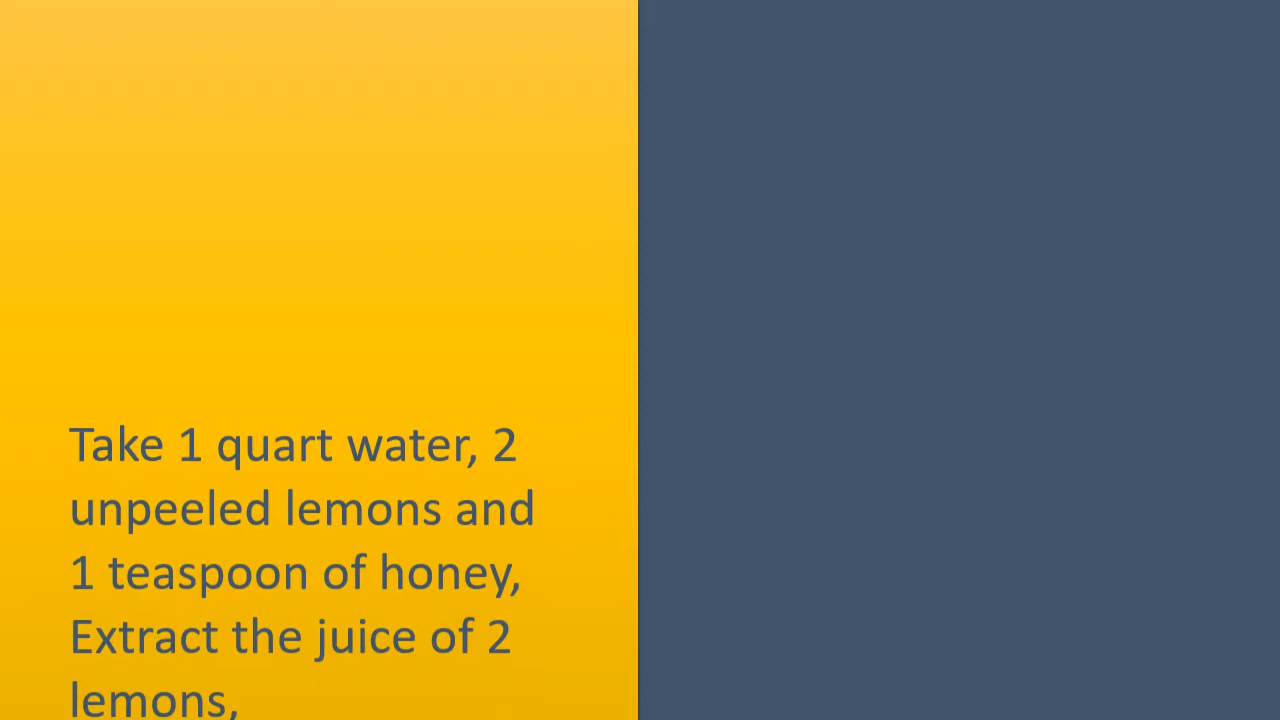 Take 1 quart water, 2
unpeeled lemons and
1 teaspoon of honey,
Extract the juice of 2
lemons,